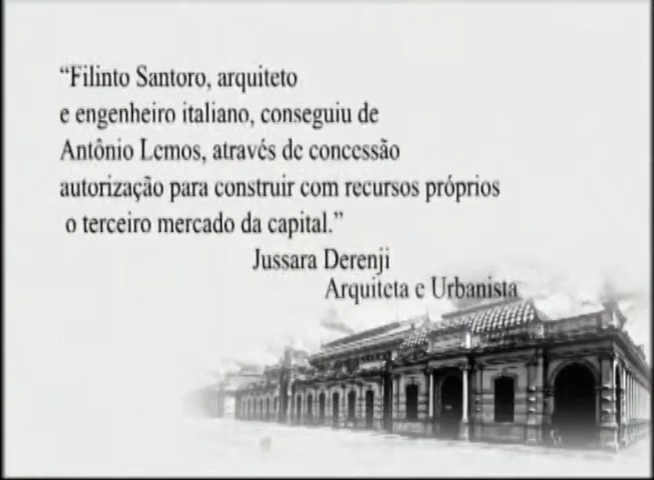 “Filinto Santoro, arquiteto
e engenheiro italiano, conseguiu de
Antônio Lemos, através de concessão
autorização para construir com recursos próprios
o terceiro mercado da capital.”
Jussara Derenji
Arquiteta e Urbanista